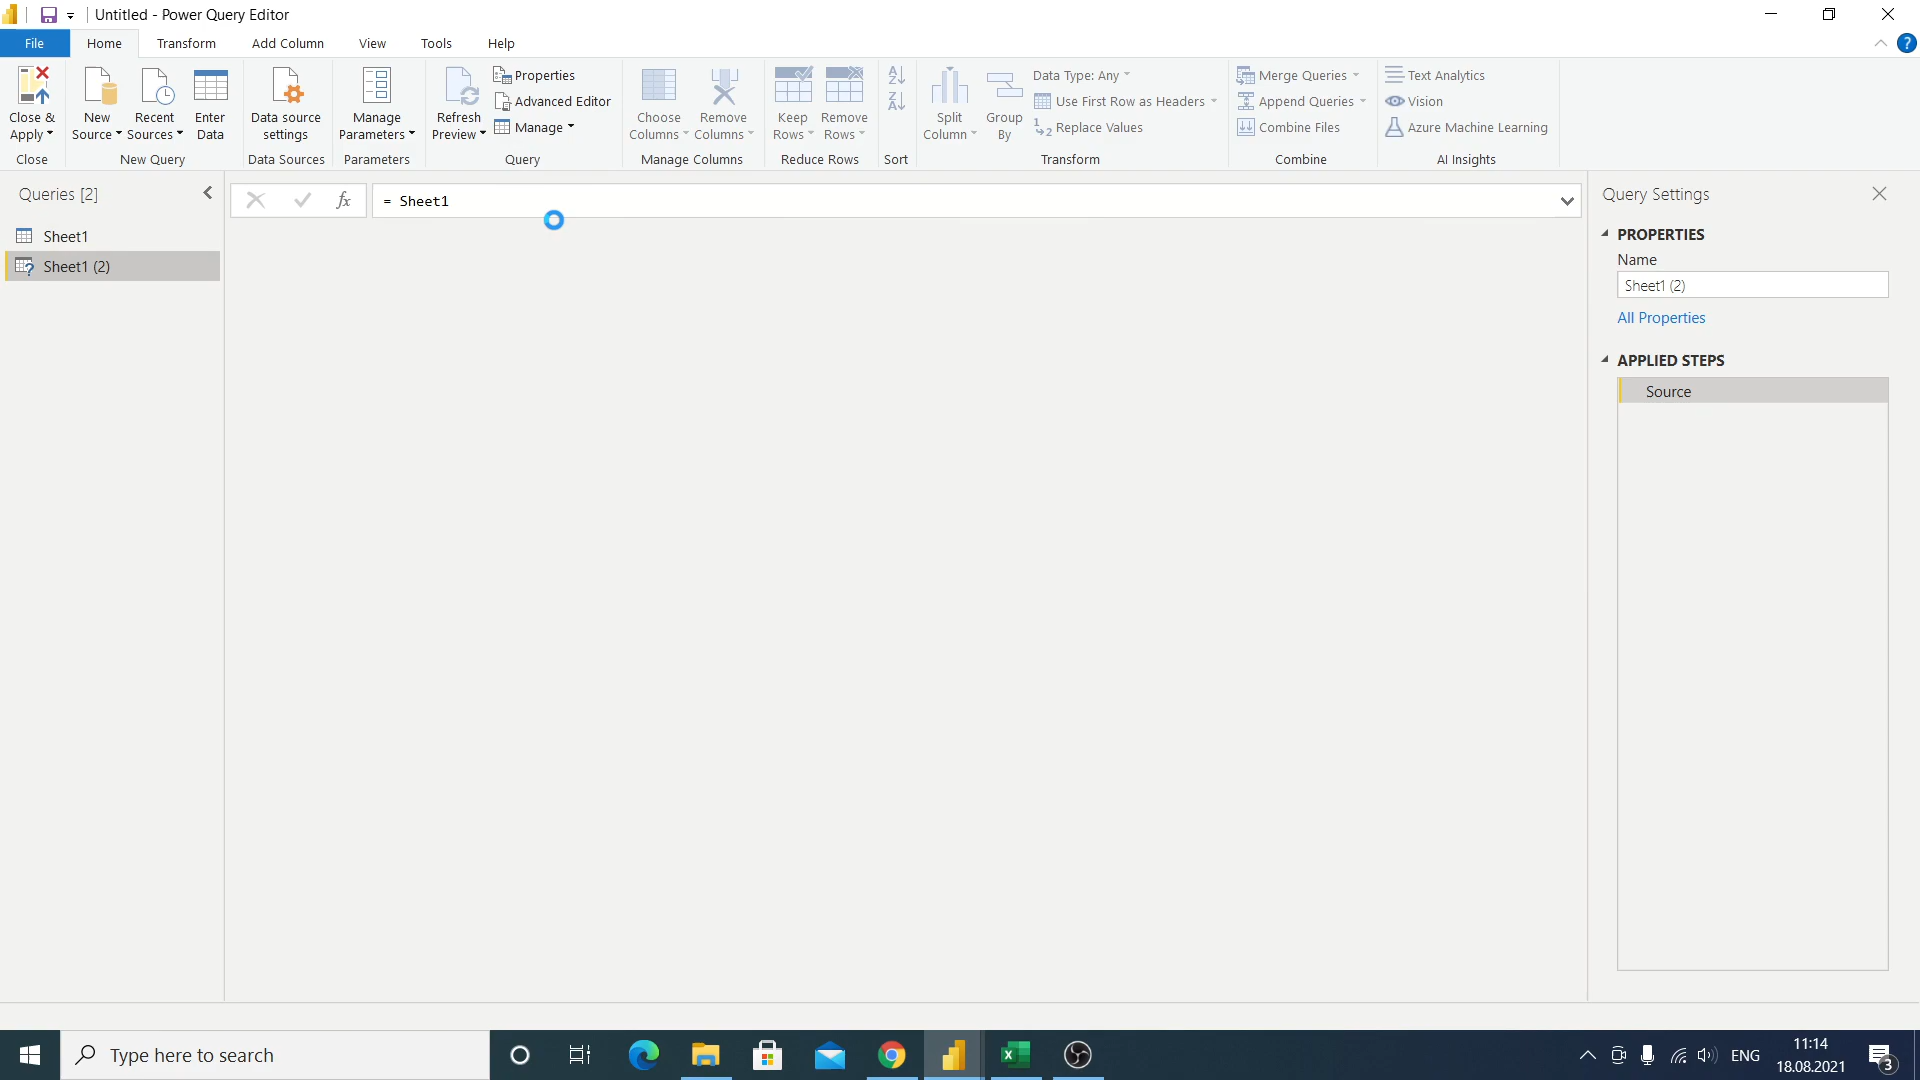 Untitled - Power Query Editor
File Home Transform Add Column View Tools Help
Close & Apply
New Source
Recent Sources
Enter Data
Data source settings
Manage Parameters
Refresh Preview
Properties
Advanced Editor
Manage
Choose Columns
Remove Columns
Keep Rows
Remove Rows
Split Column
Group By
Data Type: Any
Use First Row as Headers
Replace Values
Merge Queries
Append Queries
Combine Files
Text Analytics
Vision
Azure Machine Learning
Close New Query Data Sources Parameters Query Manage Columns Reduce Rows Sort Transform Combine AI Insights
Queries [2]
Sheet1
Sheet1 (2)
fx = Sheet1
Query Settings
PROPERTIES
Name
Sheet1 (2)
All Properties
APPLIED STEPS
Source
Type here to search
ENG
11:14
18.08.2021
3